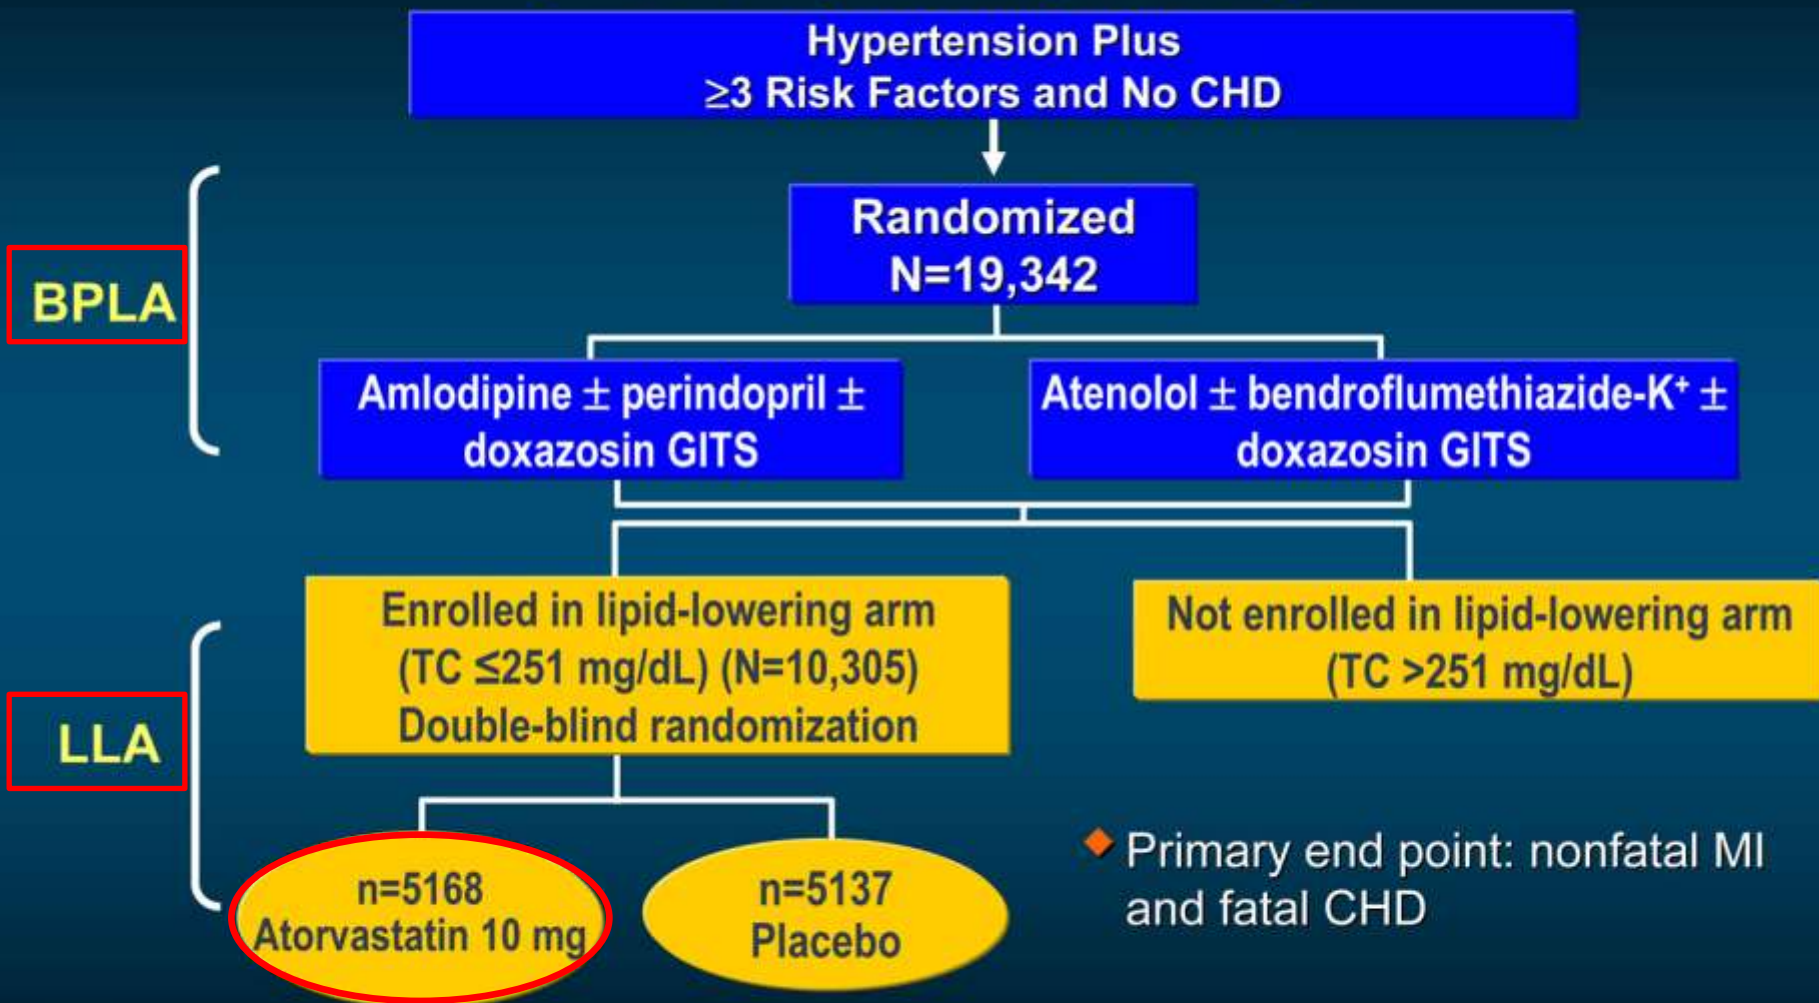 Hypertension Plus
≥3 Risk Factors and No CHD
Randomized
N=19,342
BPLA
Amlodipine ± perindopril ±
doxazosin GITS
Atenolol ± bendroflumethiazide-K⁺ ±
doxazosin GITS
Enrolled in lipid-lowering arm
(TC ≤251 mg/dL) (N=10,305)
Double-blind randomization
Not enrolled in lipid-lowering arm
(TC >251 mg/dL)
LLA
n=5168
Atorvastatin 10 mg
n=5137
Placebo
Primary end point: nonfatal MI
and fatal CHD